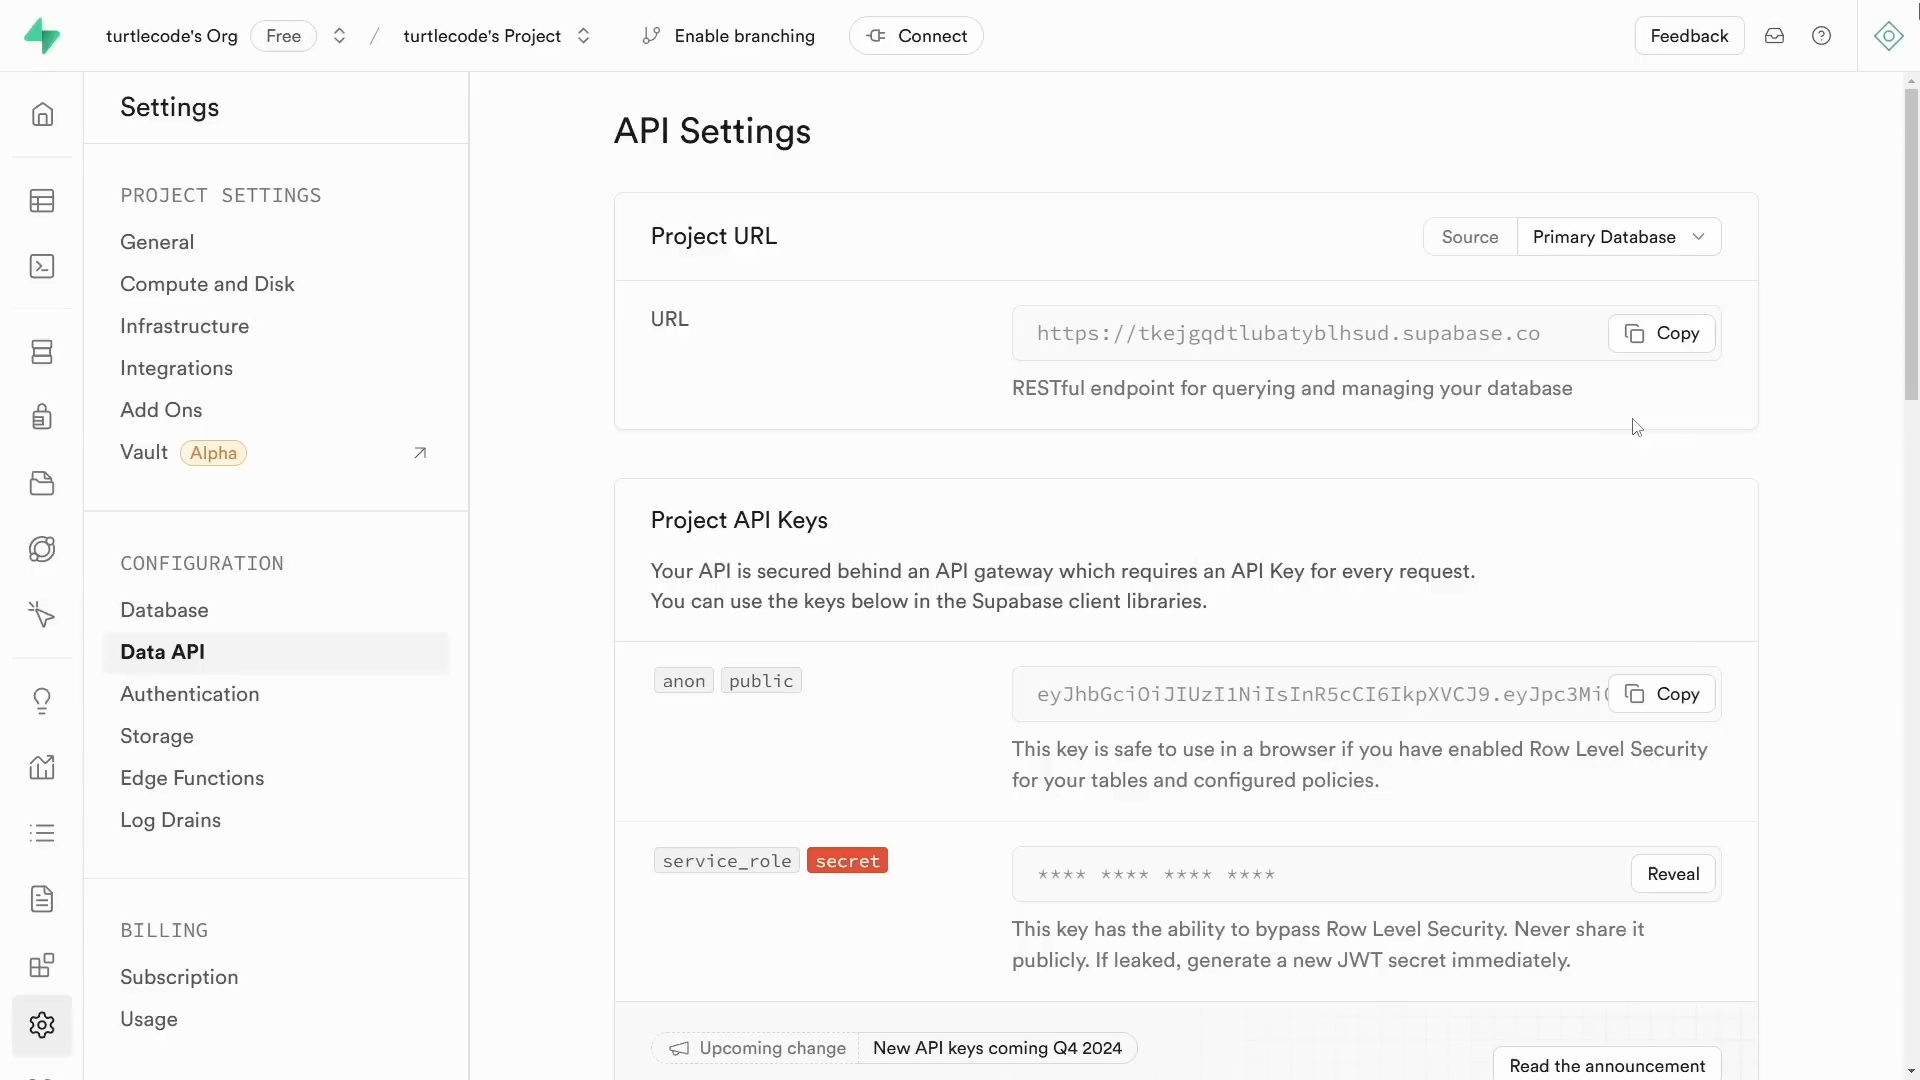 turtlecode's Org Free / turtlecode's Project Enable branching Connect Feedback
Settings
PROJECT SETTINGS
General
Compute and Disk
Infrastructure
Integrations
Add Ons
Vault Alpha
CONFIGURATION
Database
Data API
Authentication
Storage
Edge Functions
Log Drains
BILLING
Subscription
Usage
API Settings
Project URL
Source Primary Database
URL
https://tkejgqdtlubatyblhsud.supabase.co Copy
RESTful endpoint for querying and managing your database
Project API Keys
Your API is secured behind an API gateway which requires an API Key for every request.
You can use the keys below in the Supabase client libraries.
anon public
eyJhbGciOiJIUzI1NiIsInR5cCI6IkpXVCJ9.eyJpc3Mi Copy
This key is safe to use in a browser if you have enabled Row Level Security
for your tables and configured policies.
service_role secret
**** **** **** **** Reveal
This key has the ability to bypass Row Level Security. Never share it
publicly. If leaked, generate a new JWT secret immediately.
Upcoming change New API keys coming Q4 2024
Read the announcement